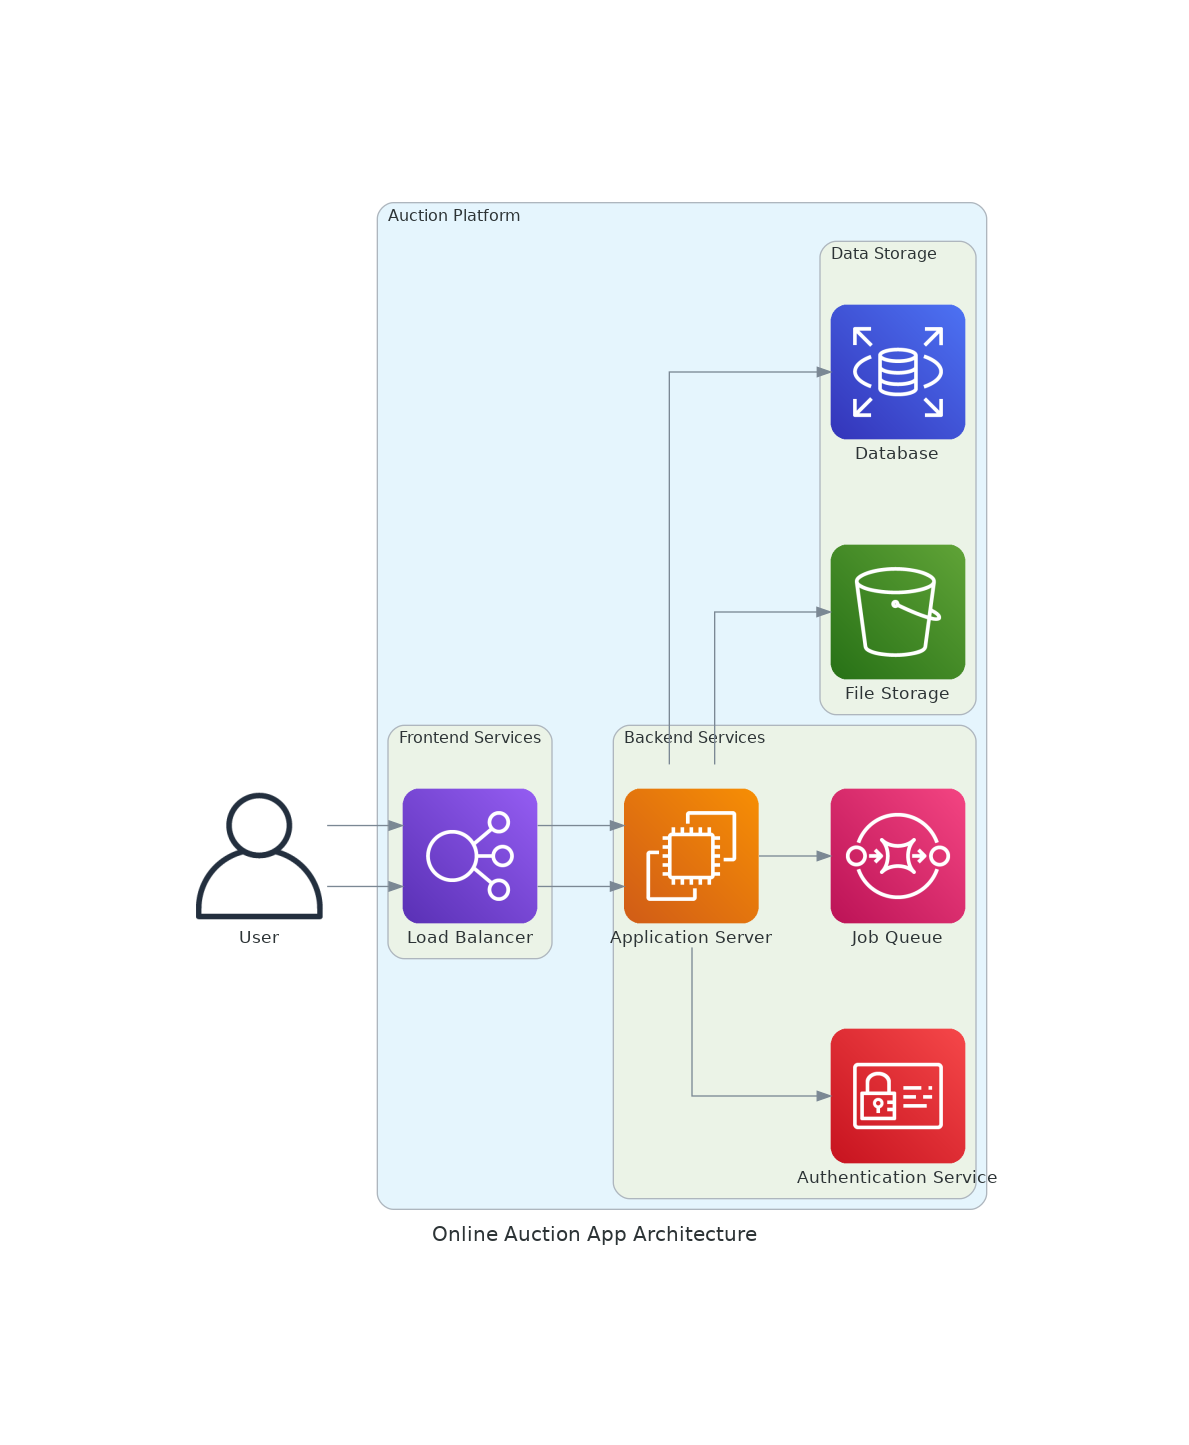 Auction Platform
Data Storage
Database
File Storage
Frontend Services
Backend Services
User
Load Balancer
Application Server
Job Queue
Authentication Service
Online Auction App Architecture